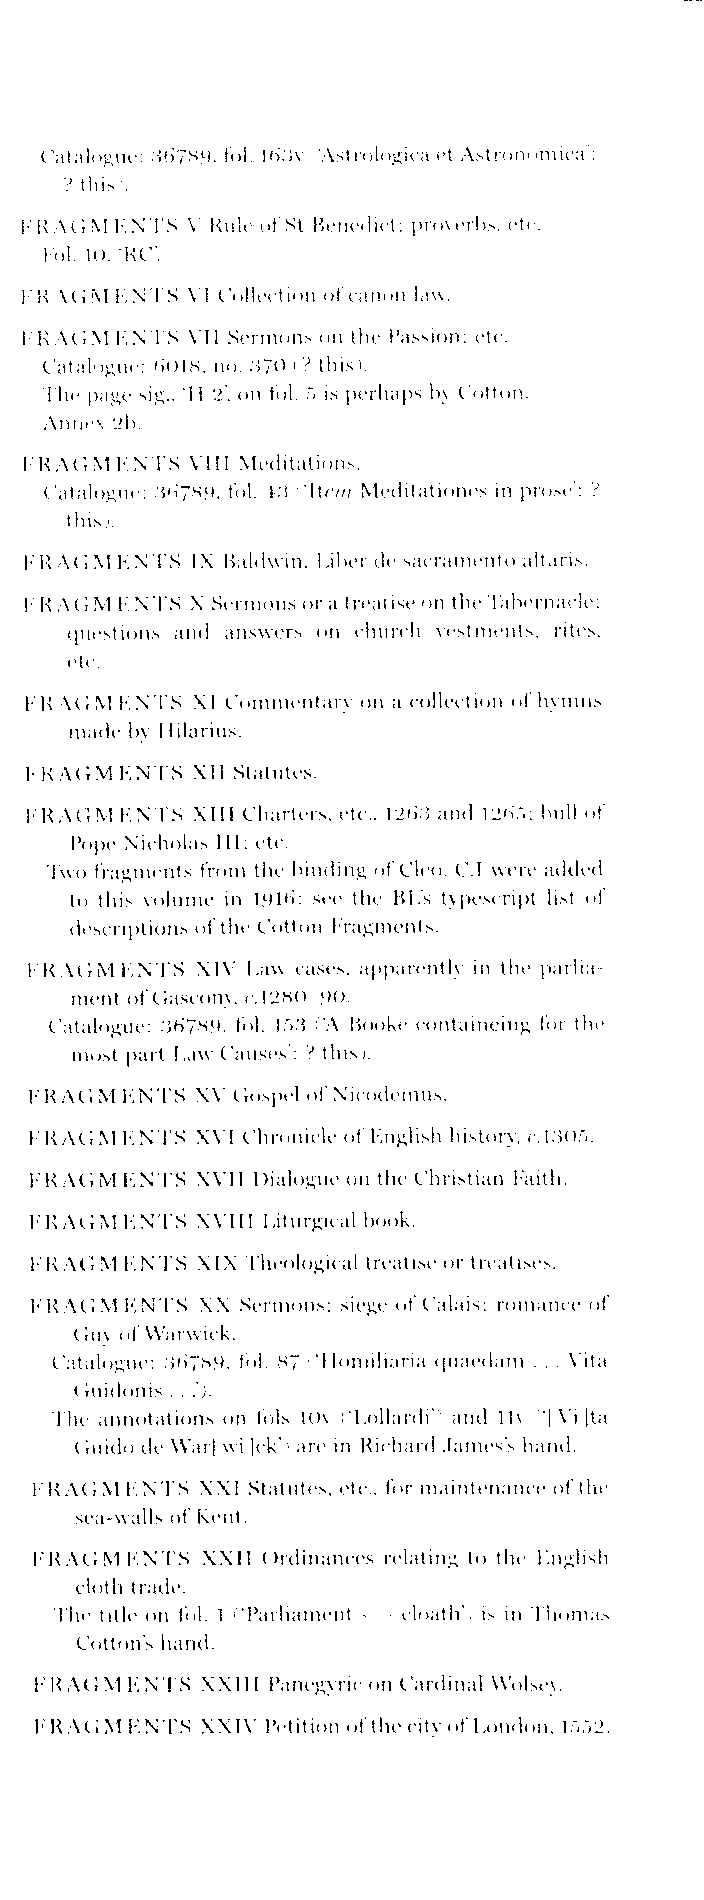 Catalogue: 36789, fol. 163v ('Astrologica et Astronomica':
? this).
FRAGMENTS V Rule of St Benedict; proverbs, etc.
Fol. 10, 'RC'.
FRAGMENTS VI Collection of canon law.
FRAGMENTS VII Sermons on the Passion; etc.
Catalogue: 6018, no. 370 (? this).
The page sig., 'H 2', on fol. 5 is perhaps by Cotton.
Annex 2b.
FRAGMENTS VIII Meditations.
Catalogue: 36789, fol. 43 ('Item Meditationes in prose': ?
this).
FRAGMENTS IX Baldwin, Liber de sacramento altaris.
FRAGMENTS X Sermons or a treatise on the Tabernacle;
questions and answers on church vestments, rites,
etc.
FRAGMENTS XI Commentary on a collection of hymns
made by Hilarius.
FRAGMENTS XII Statutes.
FRAGMENTS XIII Charters, etc., 1263 and 1265; bull of
Pope Nicholas III; etc.
Two fragments from the binding of Cleo. C.I were added
to this volume in 1916: see the BL's typescript list of
descriptions of the Cotton Fragments.
FRAGMENTS XIV Law cases, apparently in the parlia-
ment of Gascony, c.1280–90.
Catalogue: 36789, fol. 153 ('A Booke containeing for the
most part Law Causes': ? this).
FRAGMENTS XV Gospel of Nicodemus.
FRAGMENTS XVI Chronicle of English history, c.1305.
FRAGMENTS XVII Dialogue on the Christian Faith.
FRAGMENTS XVIII Liturgical book.
FRAGMENTS XIX Theological treatise or treatises.
FRAGMENTS XX Sermons; siege of Calais; romance of
Guy of Warwick.
Catalogue: 36789, fol. 87 ('Homiliaria quaedam . . . Vita
Guidonis . . .').
The annotations on fols 10v ('Lollardi') and 11v ('[Vi]ta
Guido de War[wi]ck') are in Richard James's hand.
FRAGMENTS XXI Statutes, etc., for maintenance of the
sea-walls of Kent.
FRAGMENTS XXII Ordinances relating to the English
cloth trade.
The title on fol. 1 ('Parliament - - cloath') is in Thomas
Cotton's hand.
FRAGMENTS XXIII Panegyric on Cardinal Wolsey.
FRAGMENTS XXIV Petition of the city of London, 1552.